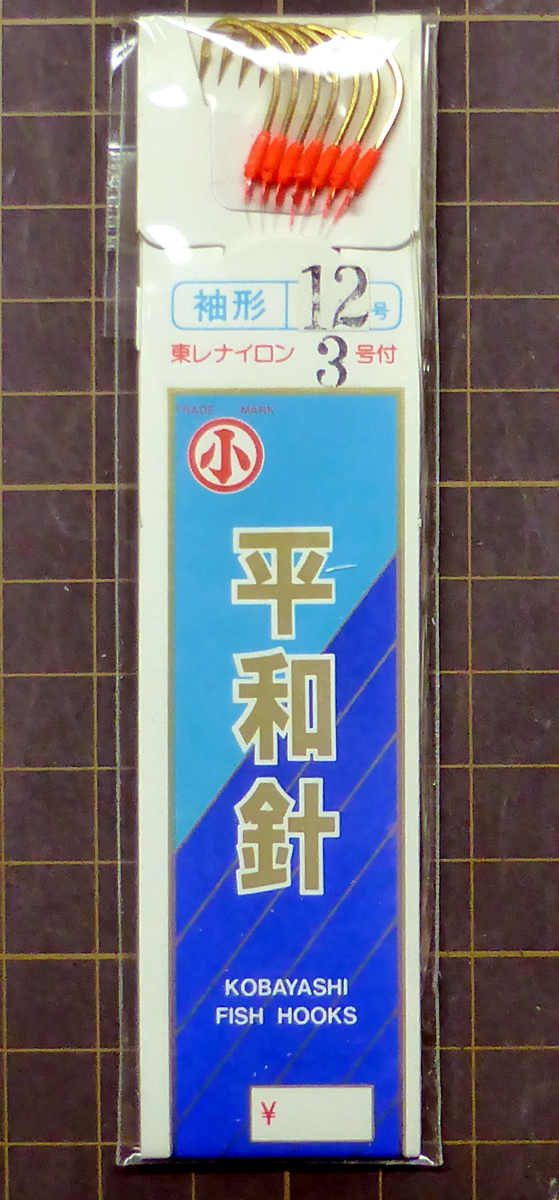 袖形 12号
東レナイロン 3号付
TRADE MARK
小
平和針
KOBAYASHI
FISH HOOKS
¥